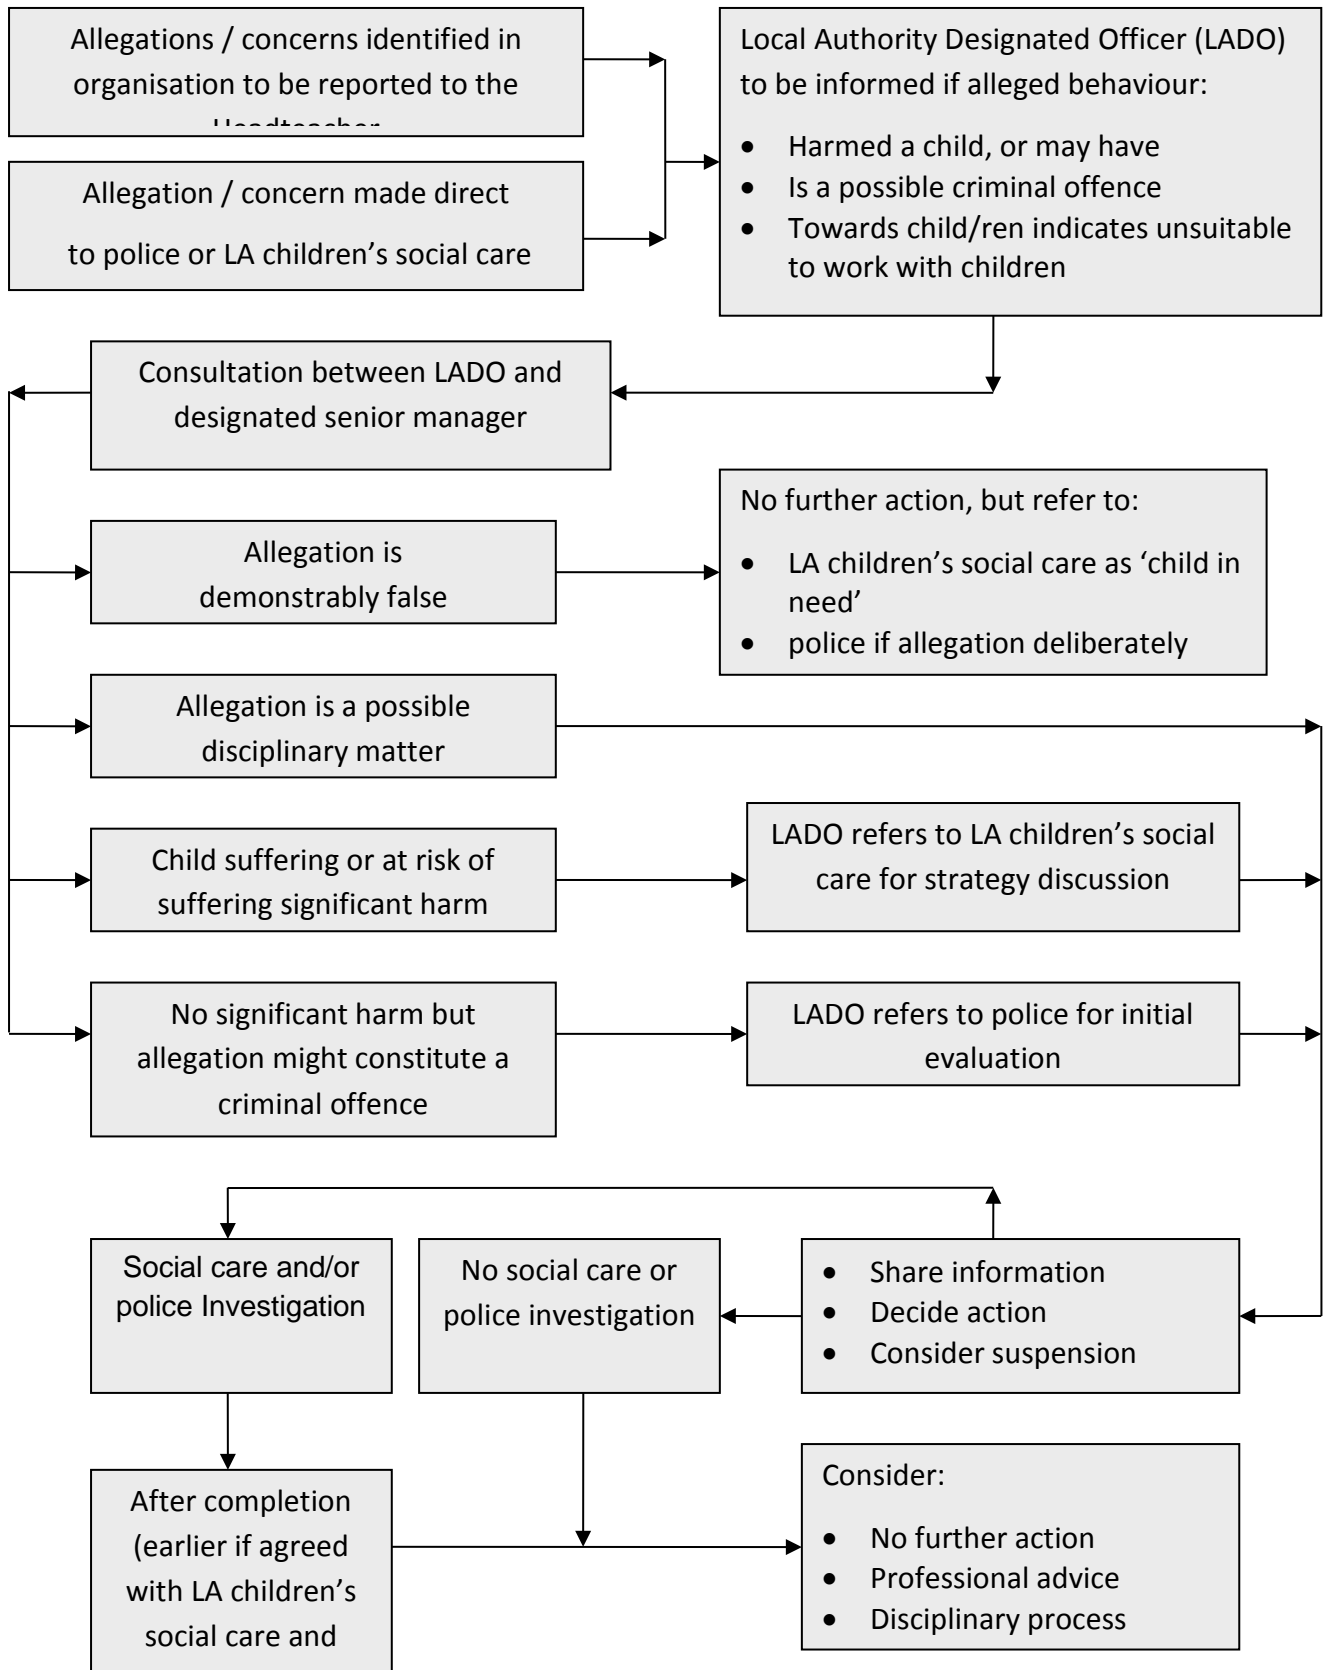 Allegations / concerns identified in
organisation to be reported to the
Headteacher
Allegation / concern made direct
to police or LA children’s social care
Local Authority Designated Officer (LADO)
to be informed if alleged behaviour:
• Harmed a child, or may have
• Is a possible criminal offence
• Towards child/ren indicates unsuitable
to work with children
Consultation between LADO and
designated senior manager
Allegation is
demonstrably false
No further action, but refer to:
• LA children’s social care as ‘child in
need’
• police if allegation deliberately
Allegation is a possible
disciplinary matter
Child suffering or at risk of
suffering significant harm
LADO refers to LA children’s social
care for strategy discussion
No significant harm but
allegation might constitute a
criminal offence
LADO refers to police for initial
evaluation
Social care and/or
police Investigation
No social care or
police investigation
• Share information
• Decide action
• Consider suspension
After completion
(earlier if agreed
with LA children’s
social care and
Consider:
• No further action
• Professional advice
• Disciplinary process